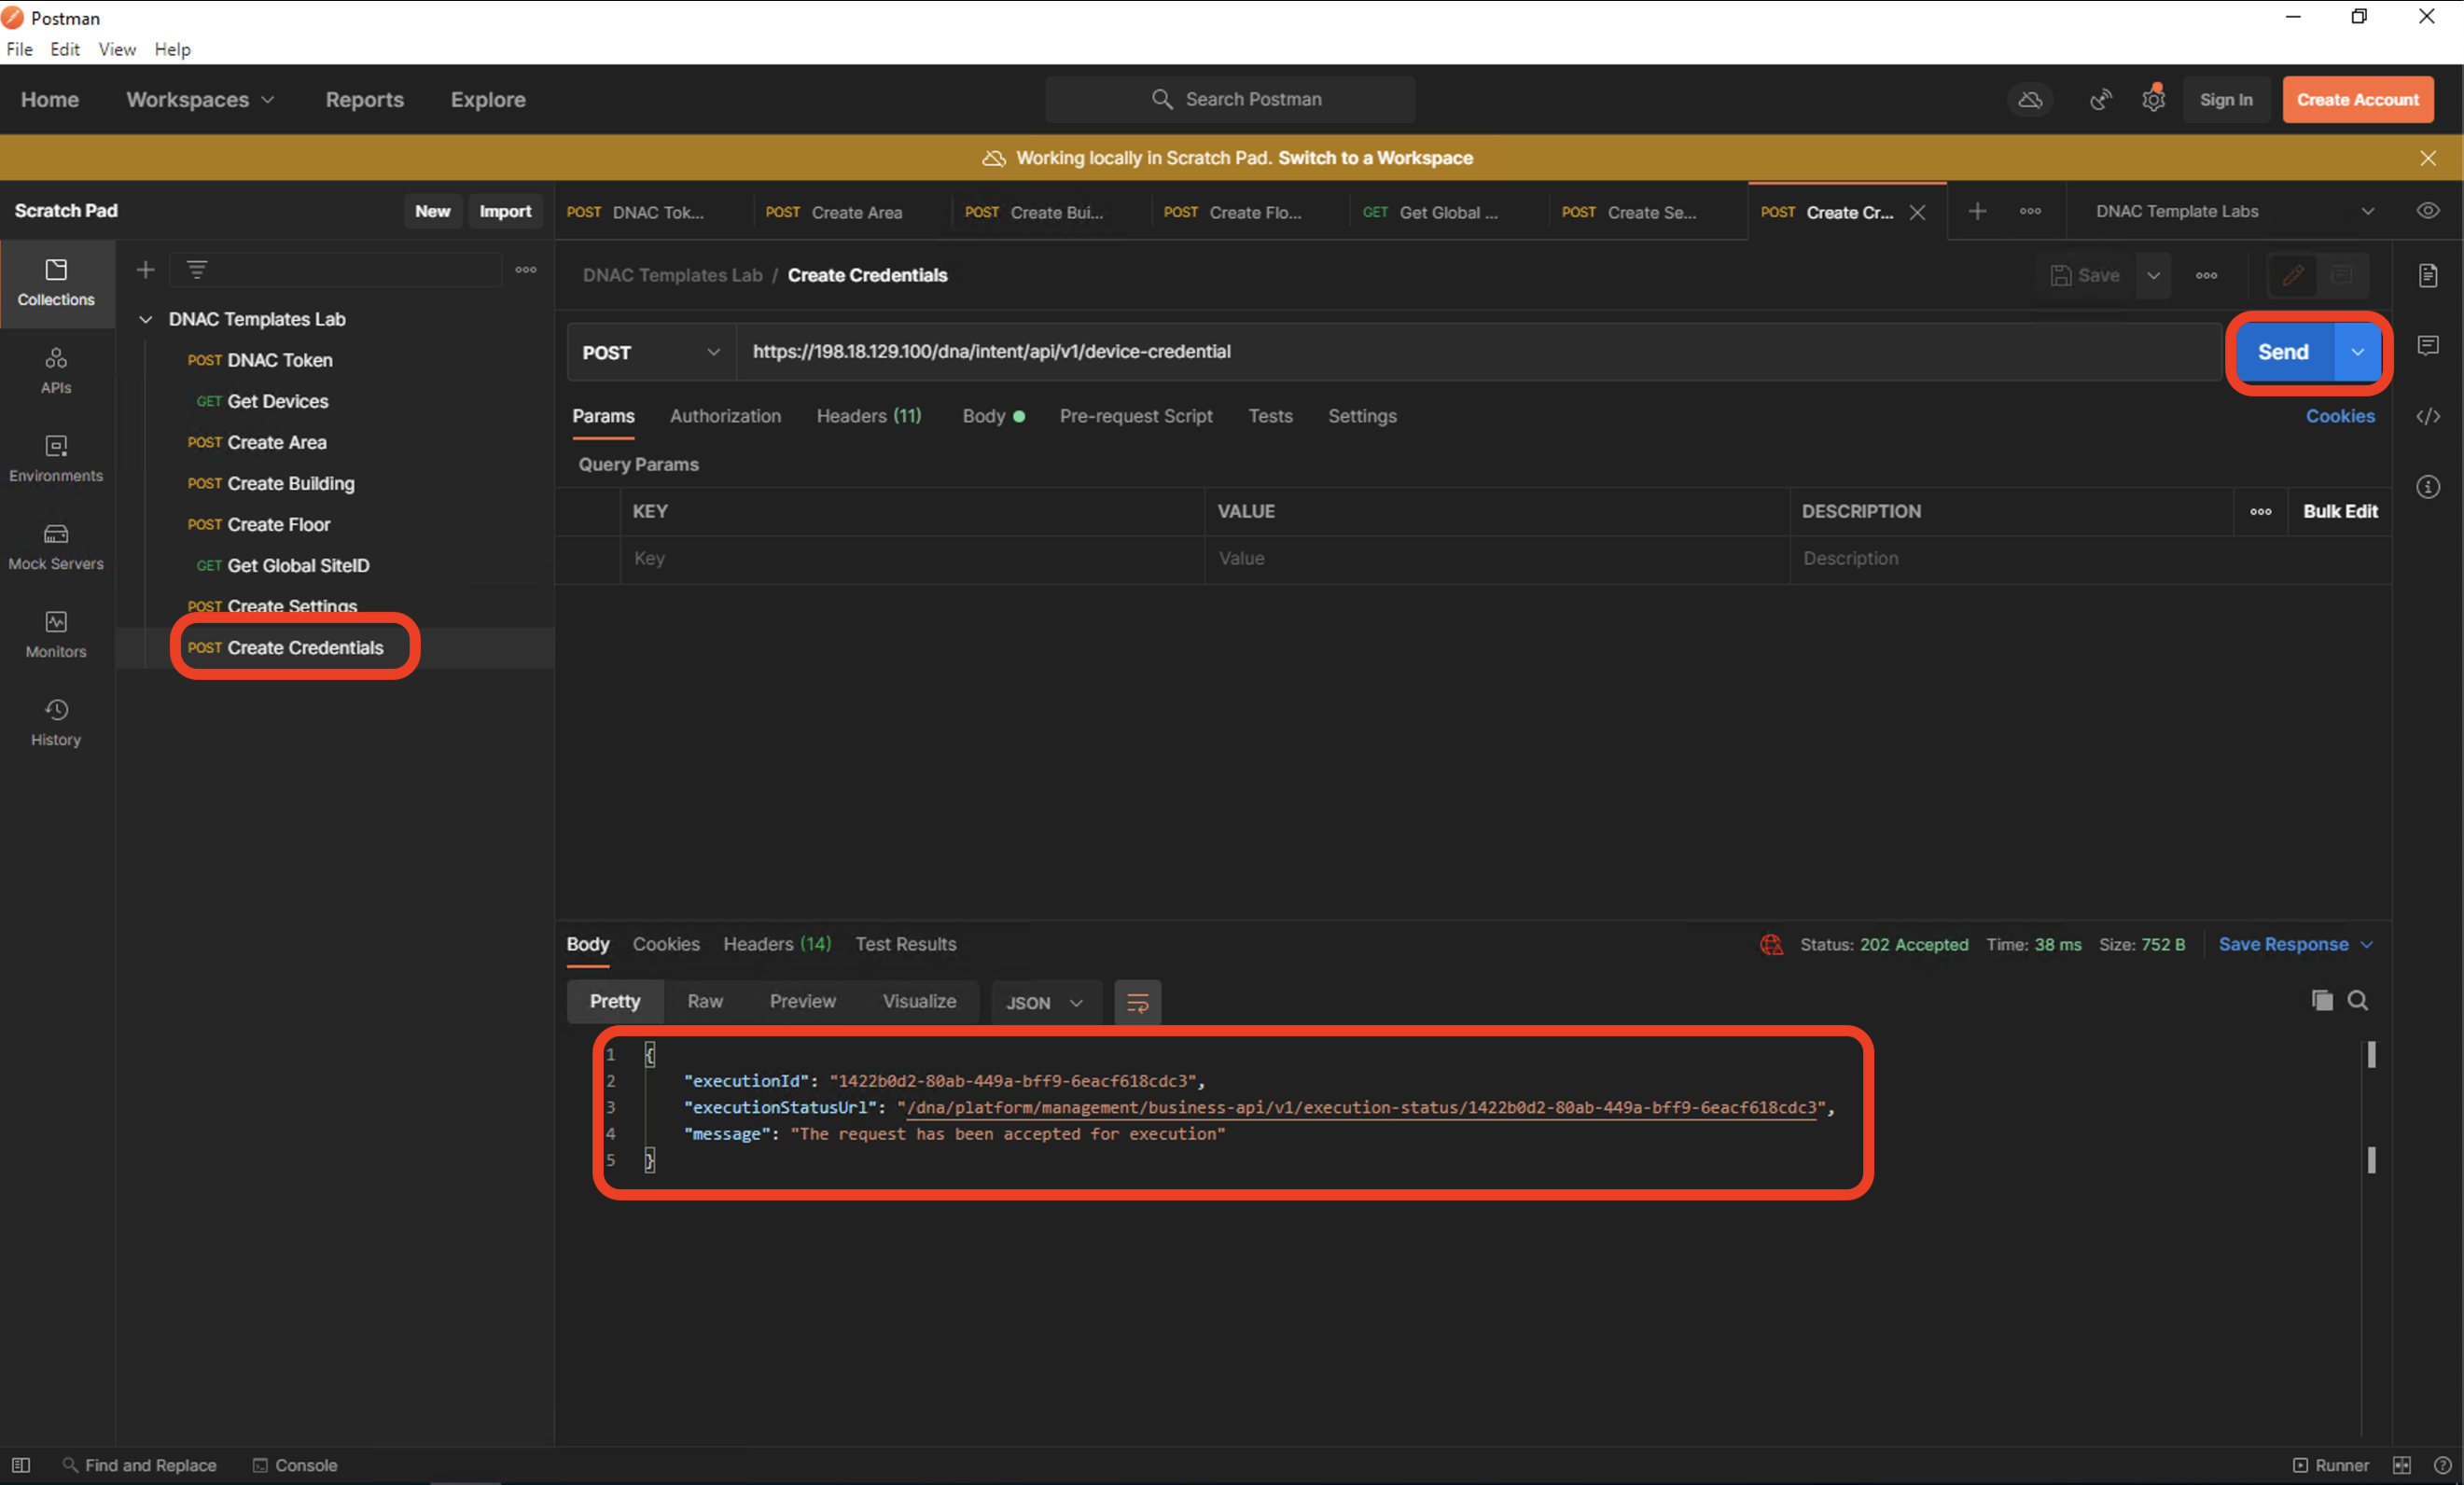 Postman
File Edit View Help
Home Workspaces Reports Explore Search Postman Sign In Create Account
Working locally in Scratch Pad. Switch to a Workspace
Scratch Pad New Import
POST DNAC Tok... POST Create Area POST Create Bui... POST Create Flo... GET Get Global ... POST Create Se... POST Create Cr... DNAC Template Labs
Collections
APIs
Environments
Mock Servers
Monitors
History
DNAC Templates Lab
POST DNAC Token
GET Get Devices
POST Create Area
POST Create Building
POST Create Floor
GET Get Global SiteID
POST Create Settings
POST Create Credentials
DNAC Templates Lab / Create Credentials Save
POST https://198.18.129.100/dna/intent/api/v1/device-credential Send
Params Authorization Headers (11) Body Pre-request Script Tests Settings Cookies
Query Params
KEY VALUE DESCRIPTION Bulk Edit
Key Value Description
Body Cookies Headers (14) Test Results Status: 202 Accepted Time: 38 ms Size: 752 B Save Response
Pretty Raw Preview Visualize JSON
1 {
2 "executionId": "1422b0d2-80ab-449a-bff9-6eacf618cdc3",
3 "executionStatusUrl": "/dna/platform/management/business-api/v1/execution-status/1422b0d2-80ab-449a-bff9-6eacf618cdc3",
4 "message": "The request has been accepted for execution"
5 }
Find and Replace Console Runner